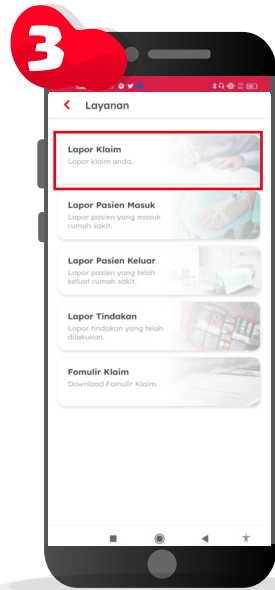 3
Layanan
Lapor Klaim
Lapor klaim anda.
Lapor Pasien Masuk
Lapor pasien yang masuk
rumah sakit.
Lapor Pasien Keluar
Lapor pasien yang telah
keluat rumah sakit.
Lapor Tindakan
Lapor tindakan yang telah
dilakukan.
Fomulir Klaim
Download Fomulir Klaim.